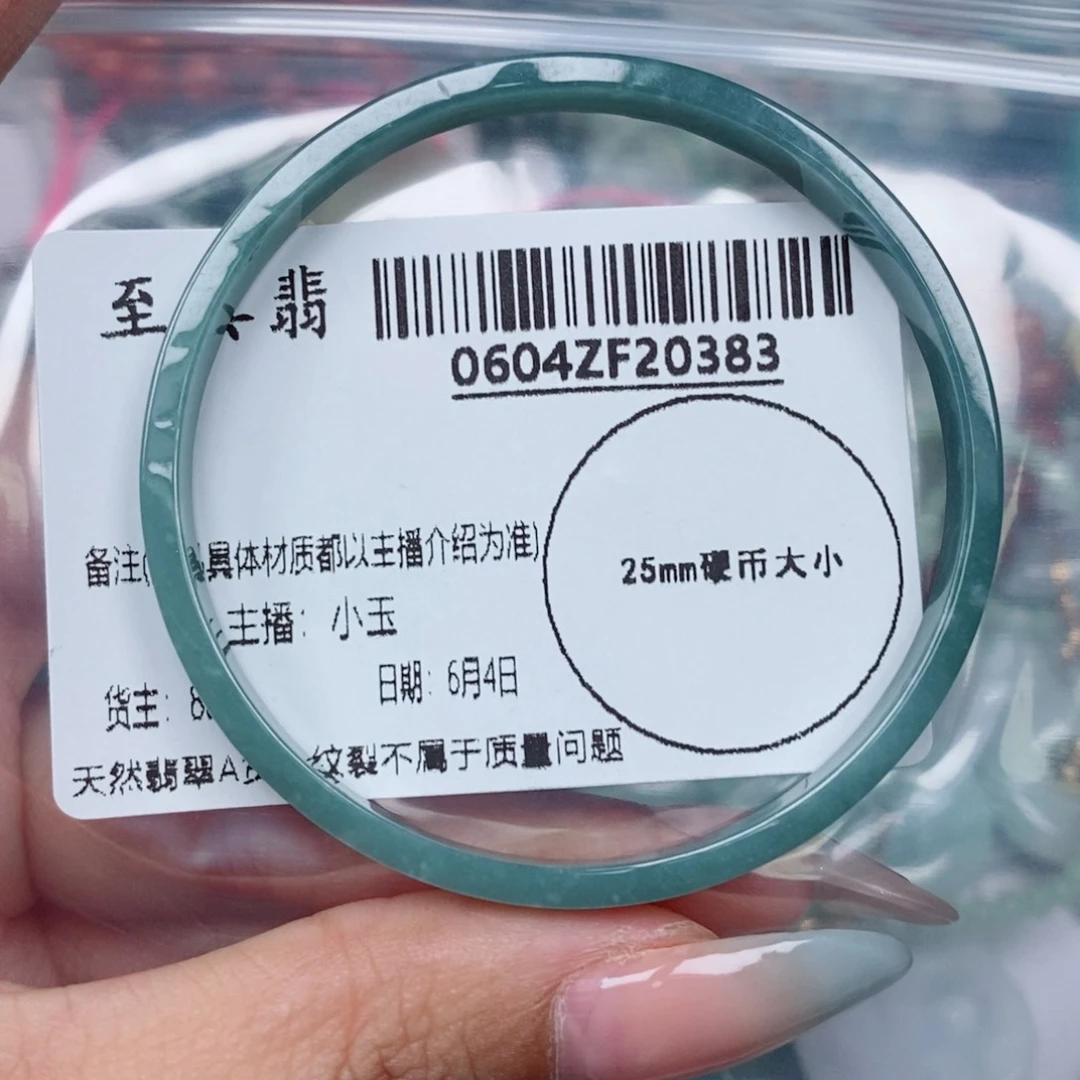 至 翡
0604ZF20383
25mm硬币大小
备注( 具体材质都以主播介绍为准)
主播：小玉
日期：6月4日
货主：8
天然翡翠A 纹裂不属于质量问题